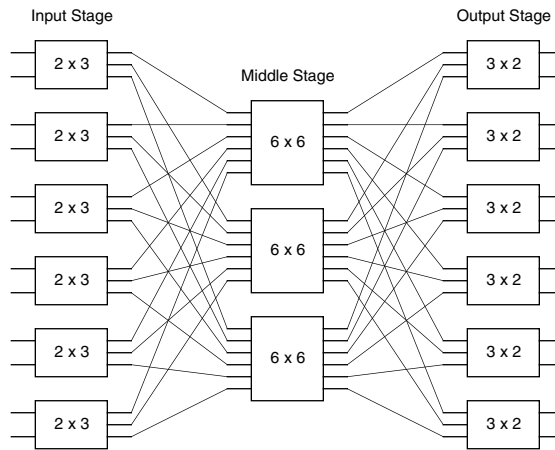 Input Stage
Output Stage
Middle Stage
2 x 3
2 x 3
2 x 3
2 x 3
2 x 3
2 x 3
6 x 6
6 x 6
6 x 6
3 x 2
3 x 2
3 x 2
3 x 2
3 x 2
3 x 2